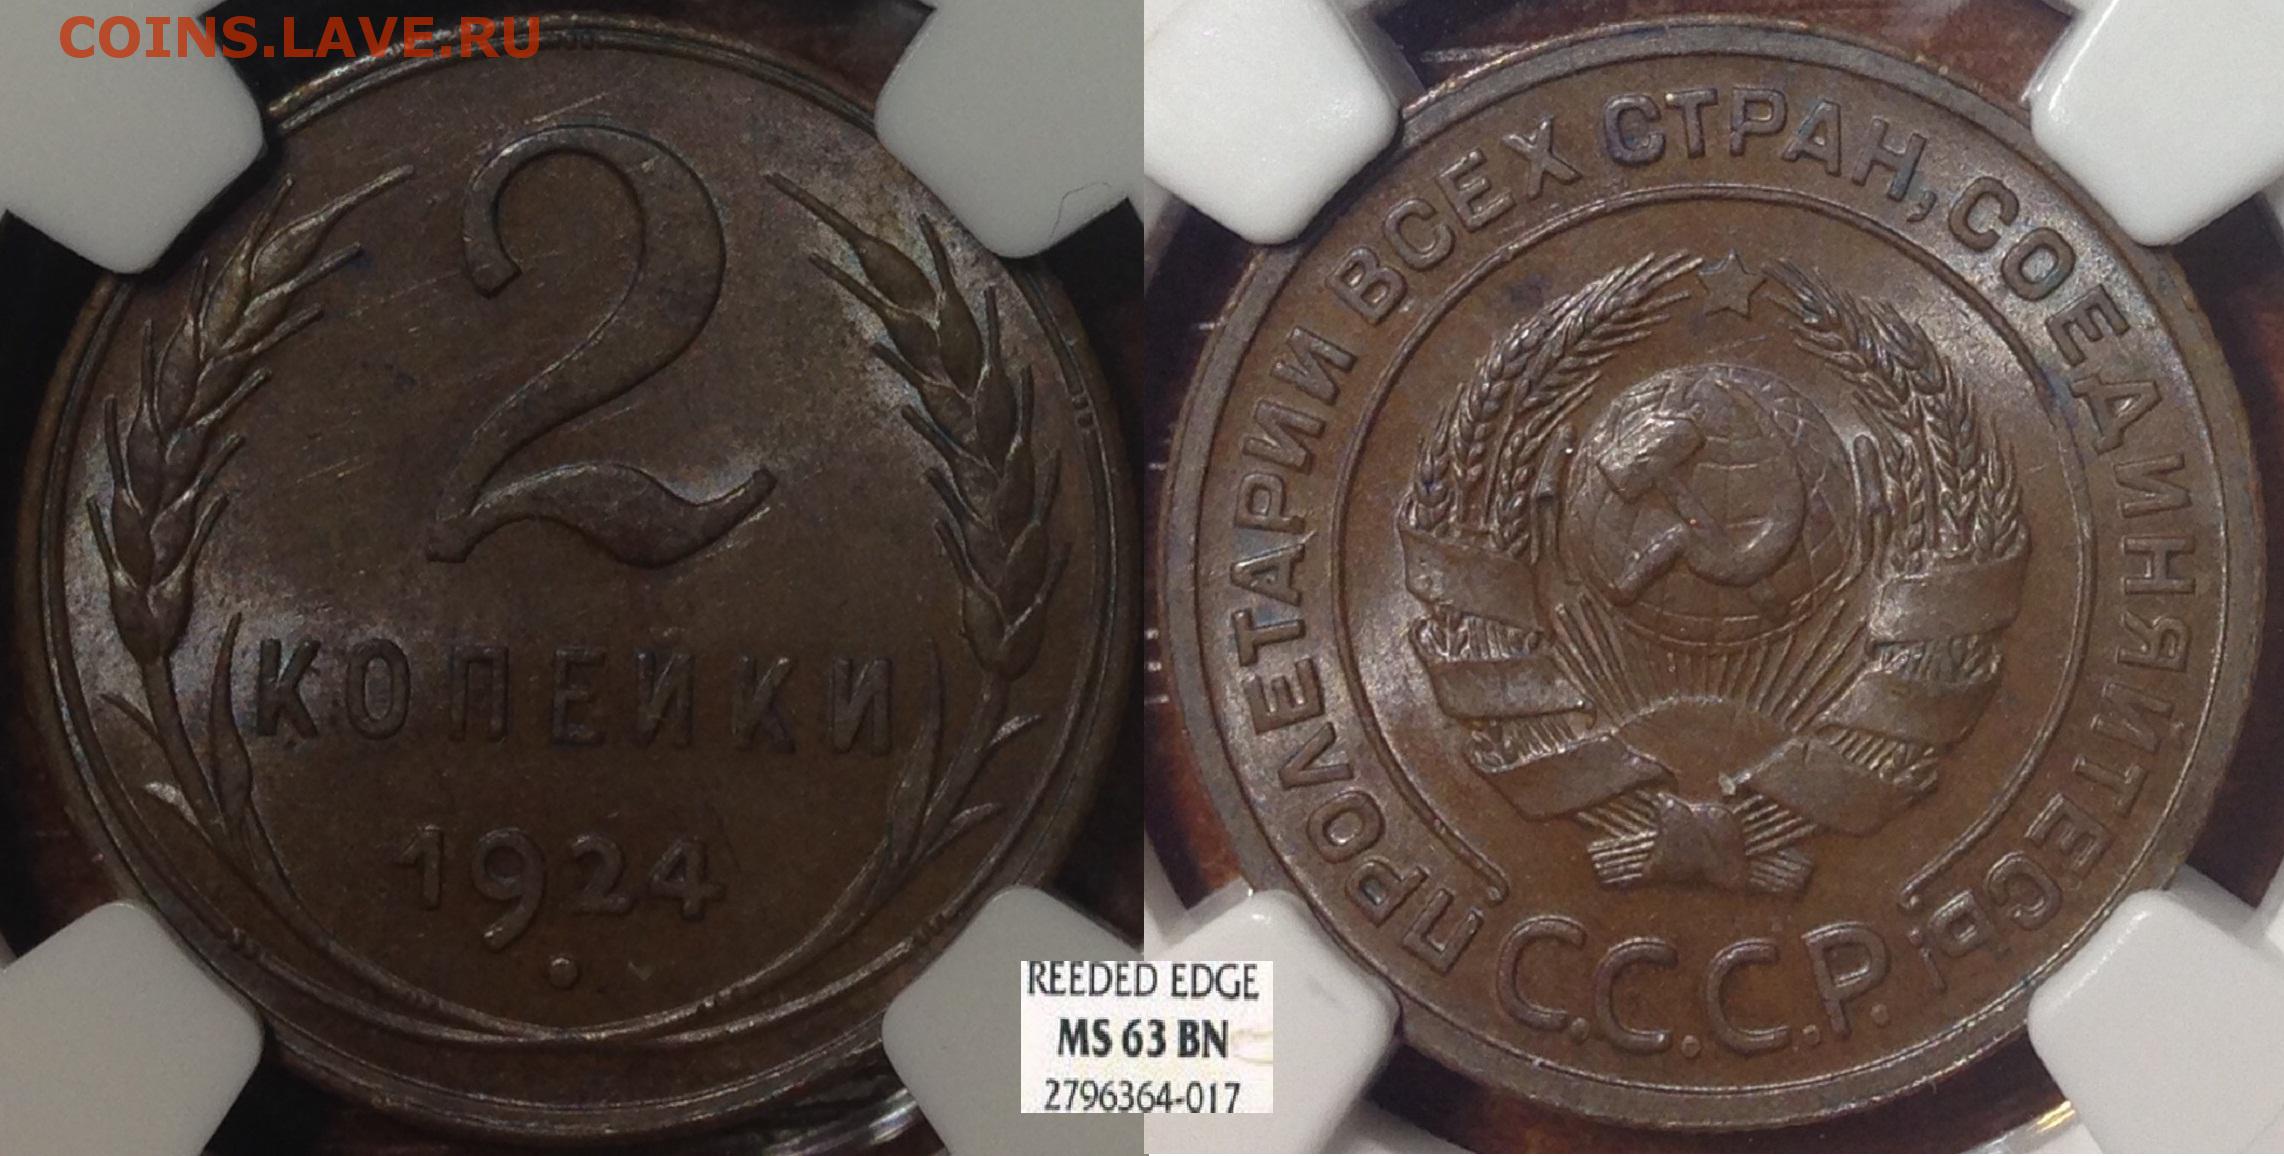 COINS.LAVE.RU
2
КОПЕЙКИ
1924
ПРОЛЕТАРИИ ВСЕХ СТРАН, СОЕДИНЯЙТЕСЬ!
С.С.С.Р.
REEDED EDGE
MS 63 BN
2796364-017